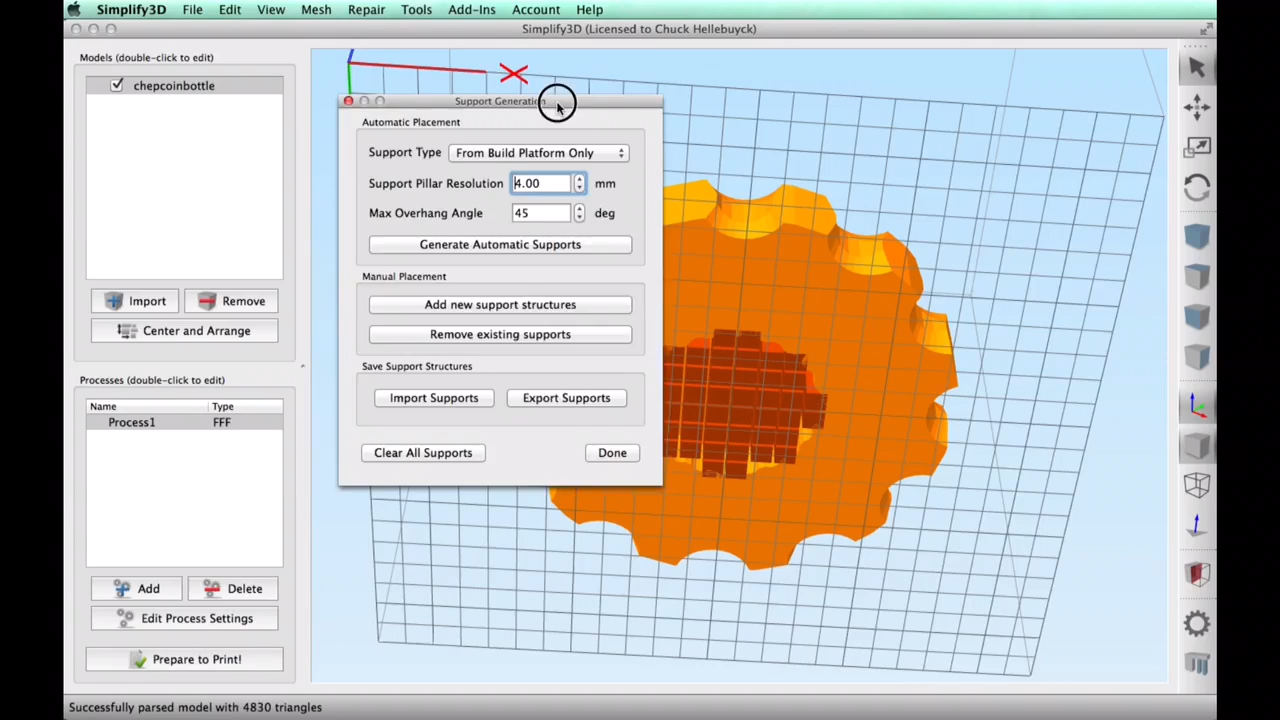 Simplify3D File Edit View Mesh Repair Tools Add-Ins Account Help
Simplify3D (Licensed to Chuck Hellebuyck)
Models (double-click to edit)
chepcoinbottle
Import Remove
Center and Arrange
Processes (double-click to edit)
Name Type
Process1 FFF
Add Delete
Edit Process Settings
Prepare to Print!
Support Generation
Automatic Placement
Support Type From Build Platform Only
Support Pillar Resolution 4.00 mm
Max Overhang Angle 45 deg
Generate Automatic Supports
Manual Placement
Add new support structures
Remove existing supports
Save Support Structures
Import Supports Export Supports
Clear All Supports Done
Successfully parsed model with 4830 triangles